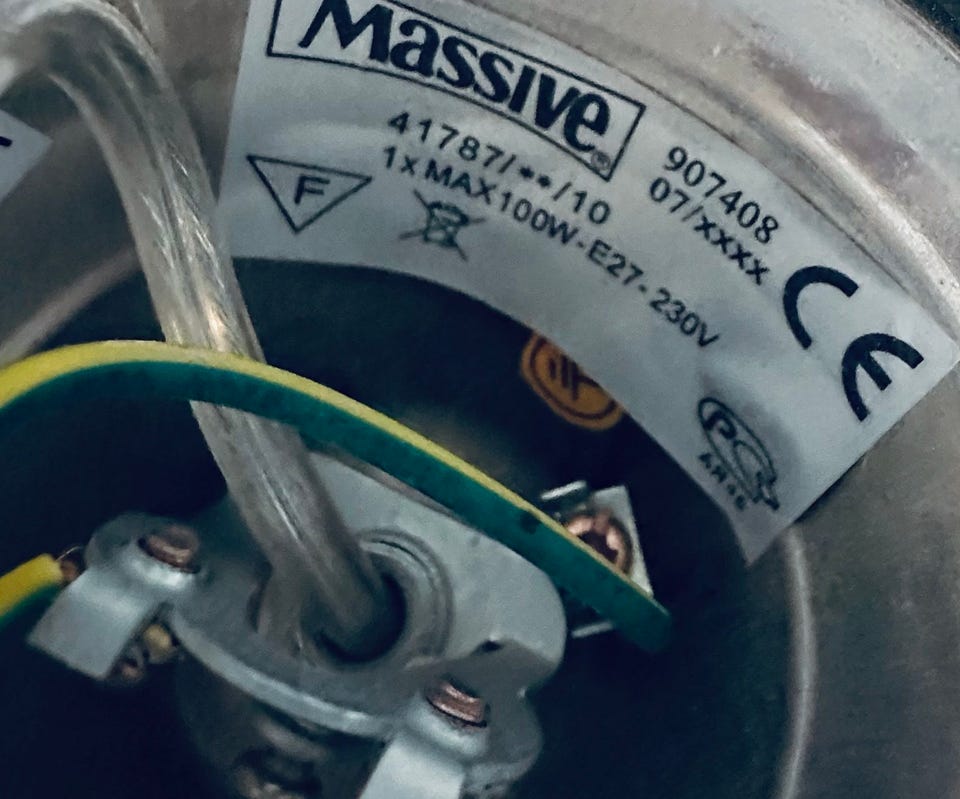 Massive®
41787/**/10
1xMAX100W-E27-230V
F
907408
07/xxxx
CE